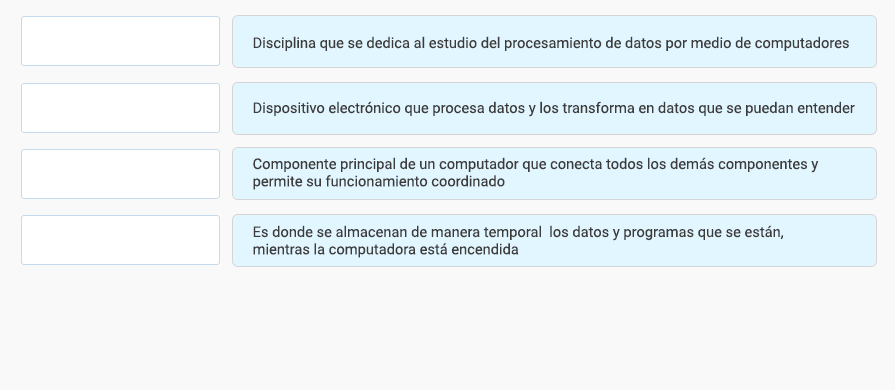 Disciplina que se dedica al estudio del procesamiento de datos por medio de computadores
Dispositivo electrónico que procesa datos y los transforma en datos que se puedan entender
Componente principal de un computador que conecta todos los demás componentes y
permite su funcionamiento coordinado
Es donde se almacenan de manera temporal  los datos y programas que se están,
mientras la computadora está encendida